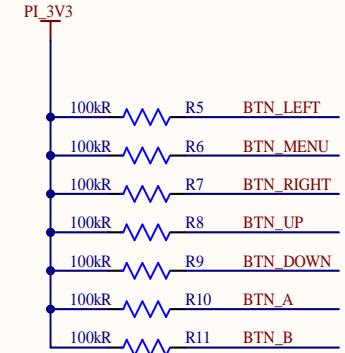 PI_3V3
100kR R5 BTN_LEFT
100kR R6 BTN_MENU
100kR R7 BTN_RIGHT
100kR R8 BTN_UP
100kR R9 BTN_DOWN
100kR R10 BTN_A
100kR R11 BTN_B